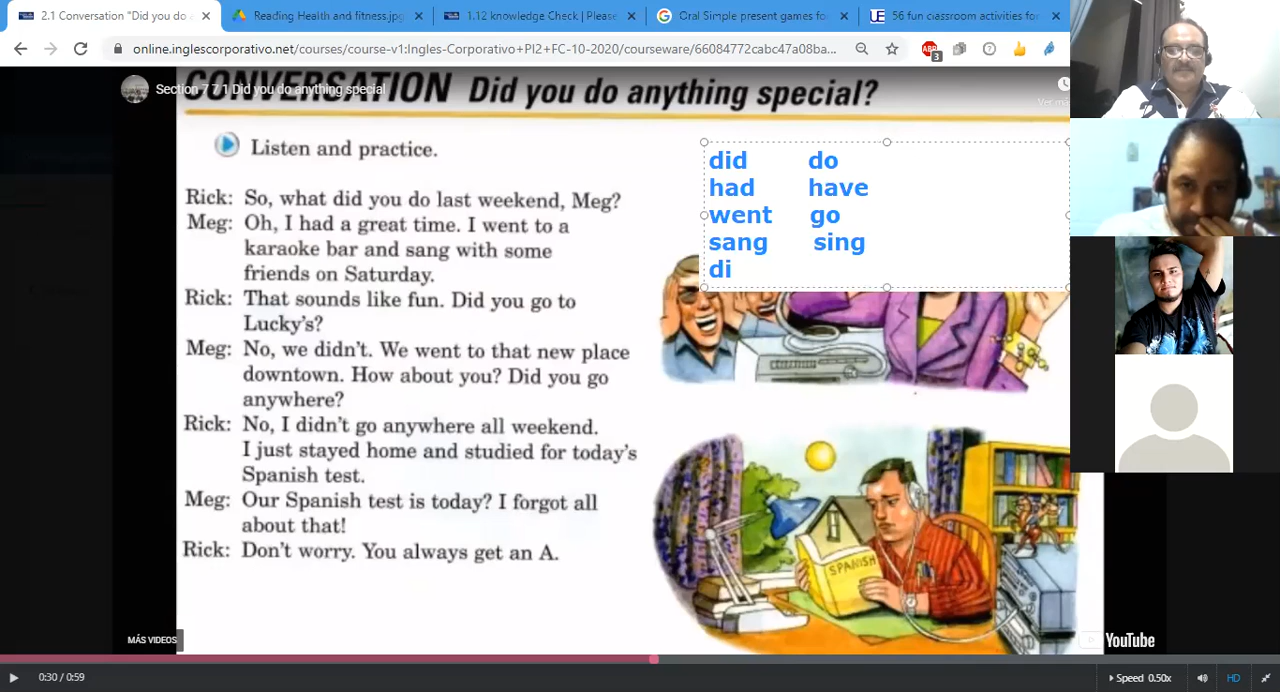 2.1 Conversation "Did you do
Reading Health and fitness.jpg
1.12 knowledge Check | Please
Oral Simple present games for
56 fun classroom activities for
online.inglescorporativo.net/courses/course-v1:Ingles-Corporativo+PI2+FC-10-2020/courseware/66084772cabc47a08ba...
ABP
3
CONVERSATION Did you do anything special?
Section 7 7 1 Did you do anything special
Listen and practice.
did do
had have
went go
sang sing
di
Rick: So, what did you do last weekend, Meg?
Meg: Oh, I had a great time. I went to a
karaoke bar and sang with some
friends on Saturday.
Rick: That sounds like fun. Did you go to
Lucky's?
Meg: No, we didn't. We went to that new place
downtown. How about you? Did you go
anywhere?
Rick: No, I didn't go anywhere all weekend.
I just stayed home and studied for today's
Spanish test.
Meg: Our Spanish test is today? I forgot all
about that!
Rick: Don't worry. You always get an A.
SPANISH
MÁS VIDEOS
YouTube
0:30 / 0:59
Speed 0.50x
HD